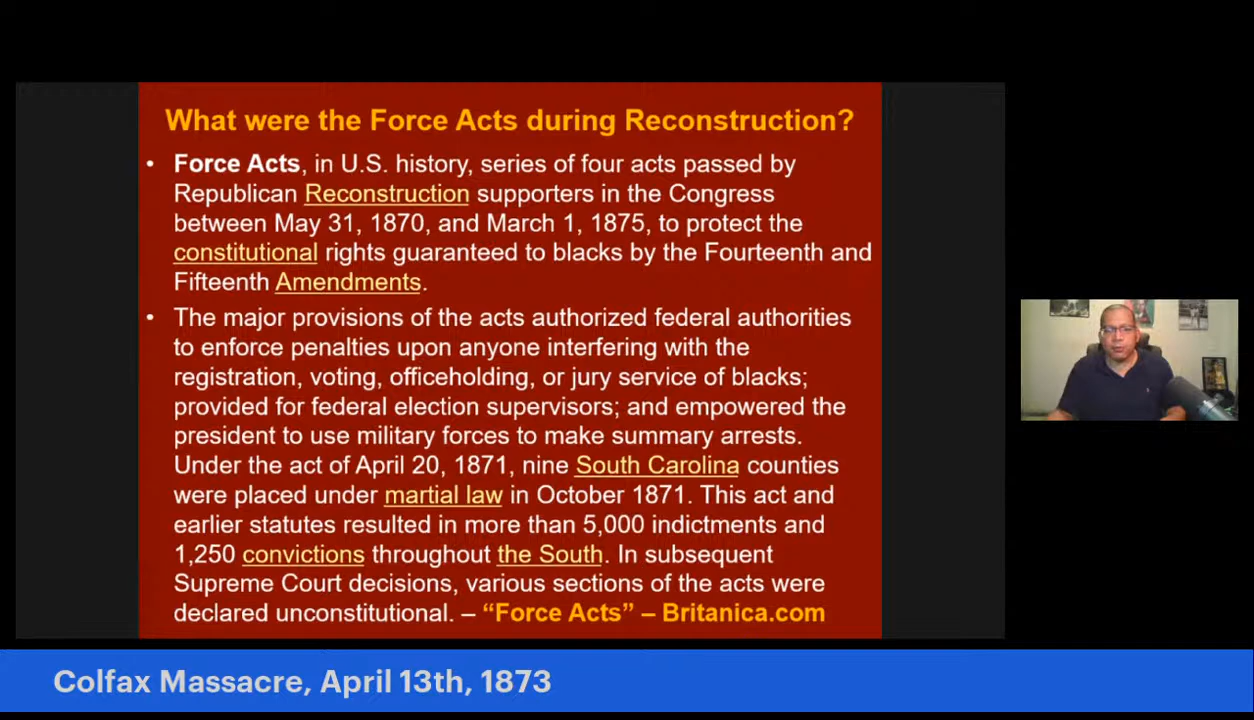 What were the Force Acts during Reconstruction?
• Force Acts, in U.S. history, series of four acts passed by
Republican Reconstruction supporters in the Congress
between May 31, 1870, and March 1, 1875, to protect the
constitutional rights guaranteed to blacks by the Fourteenth and
Fifteenth Amendments.
• The major provisions of the acts authorized federal authorities
to enforce penalties upon anyone interfering with the
registration, voting, officeholding, or jury service of blacks;
provided for federal election supervisors; and empowered the
president to use military forces to make summary arrests.
Under the act of April 20, 1871, nine South Carolina counties
were placed under martial law in October 1871. This act and
earlier statutes resulted in more than 5,000 indictments and
1,250 convictions throughout the South. In subsequent
Supreme Court decisions, various sections of the acts were
declared unconstitutional. – “Force Acts” – Britanica.com
Colfax Massacre, April 13th, 1873